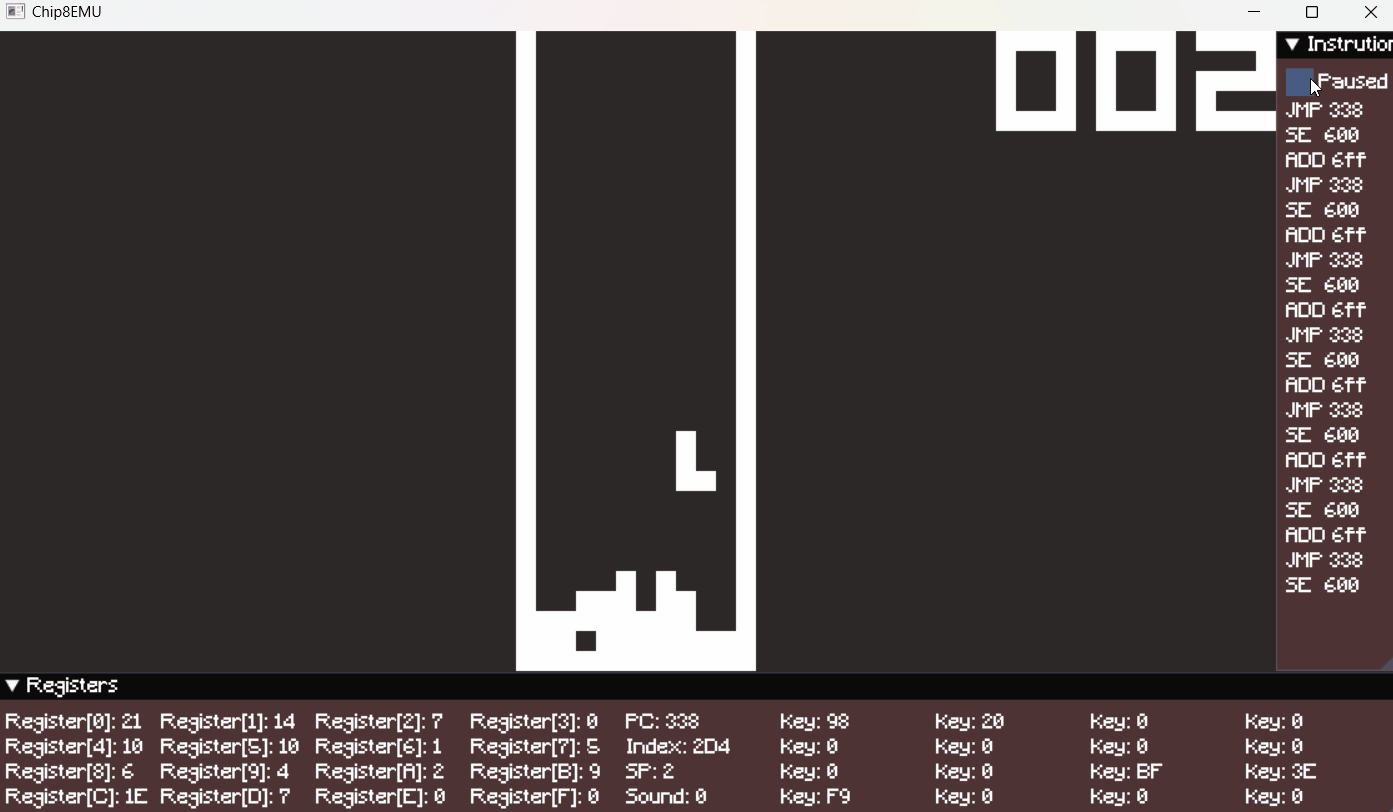 Chip8EMU
002
Instrution
Paused
JMP 338
SE 600
ADD 6ff
JMP 338
SE 600
ADD 6ff
JMP 338
SE 600
ADD 6ff
JMP 338
SE 600
ADD 6ff
JMP 338
SE 600
ADD 6ff
JMP 338
SE 600
ADD 6ff
JMP 338
SE 600
Registers
Register[0]: 21 Register[1]: 14 Register[2]: 7 Register[3]: 0 PC: 338 Key: 98 Key: 20 Key: 0 Key: 0
Register[4]: 10 Register[5]: 10 Register[6]: 1 Register[7]: 5 Index: 2D4 Key: 0 Key: 0 Key: 0 Key: 0
Register[8]: 6 Register[9]: 4 Register[A]: 2 Register[B]: 9 SP: 2 Key: 0 Key: 0 Key: BF Key: 3E
Register[C]: 1E Register[D]: 7 Register[E]: 0 Register[F]: 0 Sound: 0 Key: F9 Key: 0 Key: 0 Key: 0